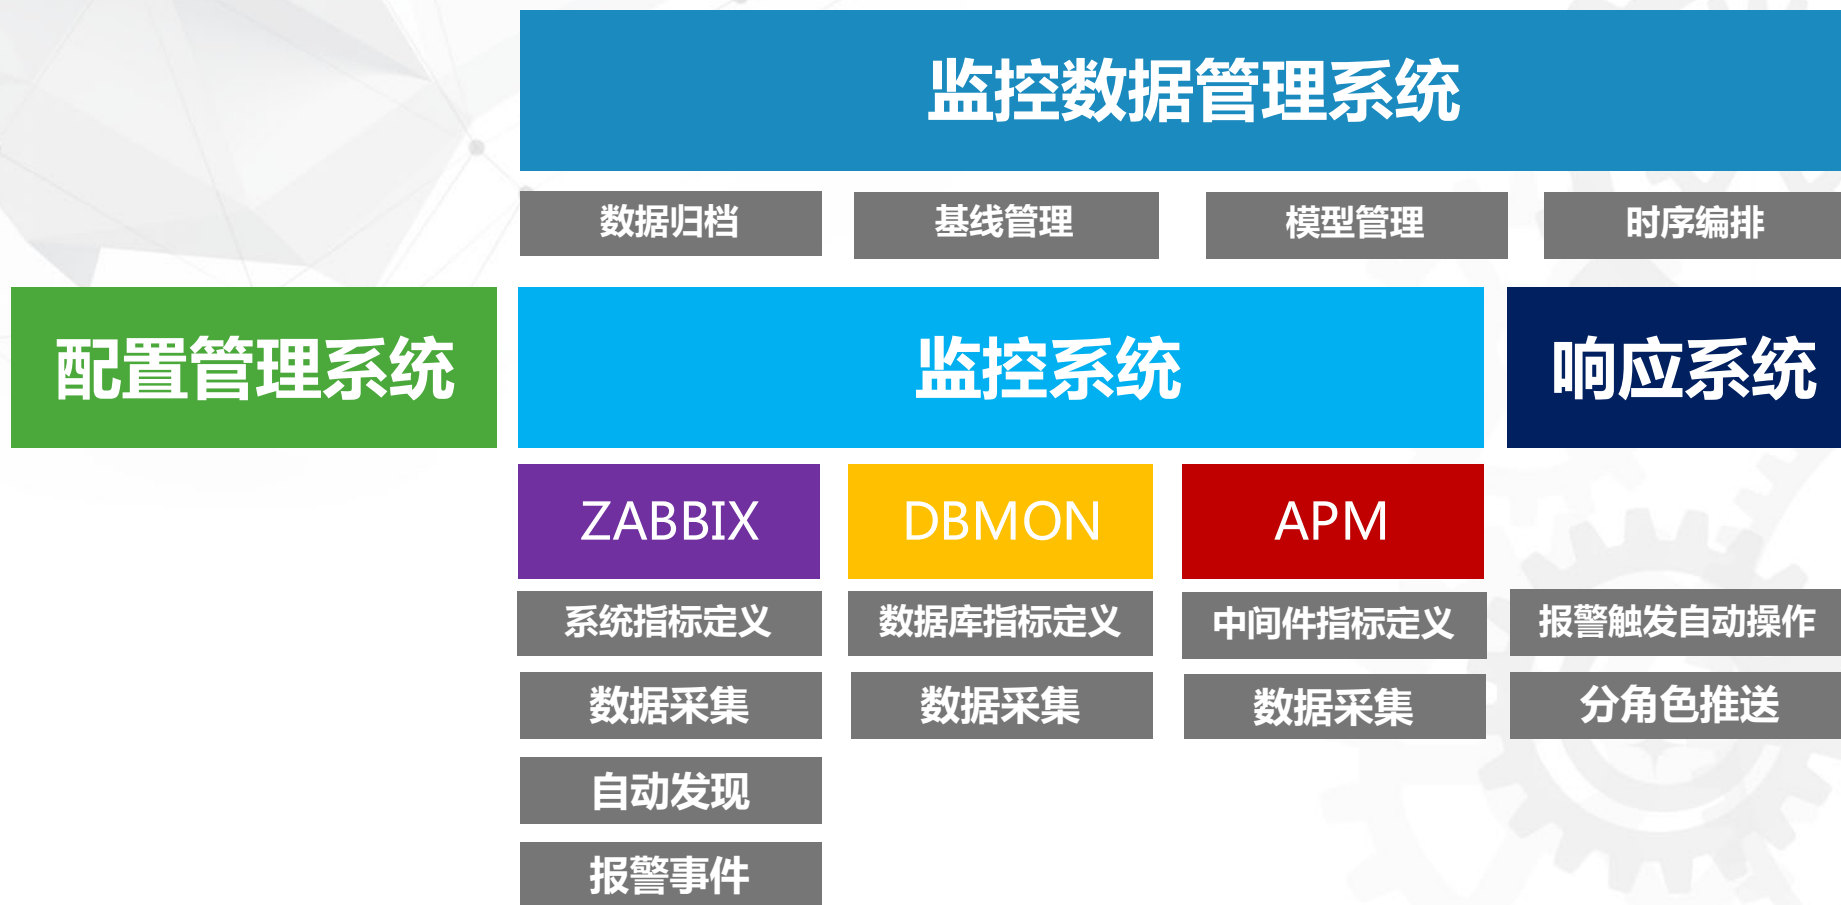 监控数据管理系统
数据归档
基线管理
模型管理
时序编排
配置管理系统
监控系统
响应系统
ZABBIX
DBMON
APM
系统指标定义
数据库指标定义
中间件指标定义
报警触发自动操作
数据采集
数据采集
数据采集
分角色推送
自动发现
报警事件